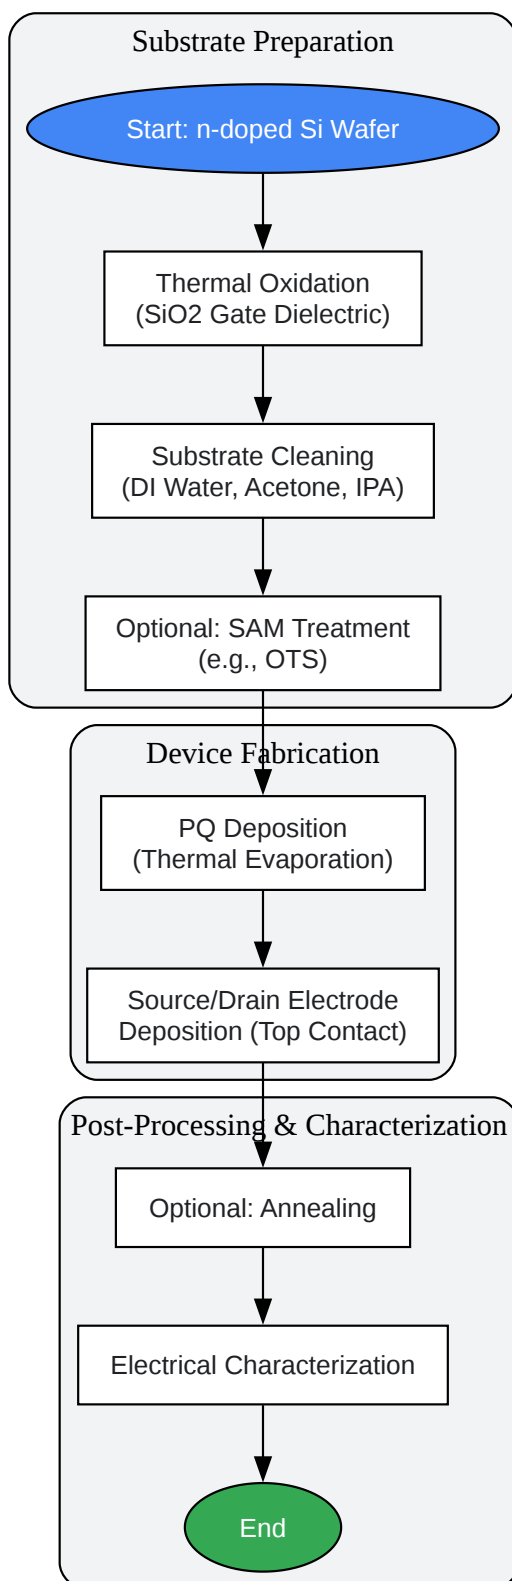 Substrate Preparation
Start: n-doped Si Wafer
Thermal Oxidation
(SiO2 Gate Dielectric)
Substrate Cleaning
(DI Water, Acetone, IPA)
Optional: SAM Treatment
(e.g., OTS)
Device Fabrication
PQ Deposition
(Thermal Evaporation)
Source/Drain Electrode
Deposition (Top Contact)
Post-Processing & Characterization
Optional: Annealing
Electrical Characterization
End